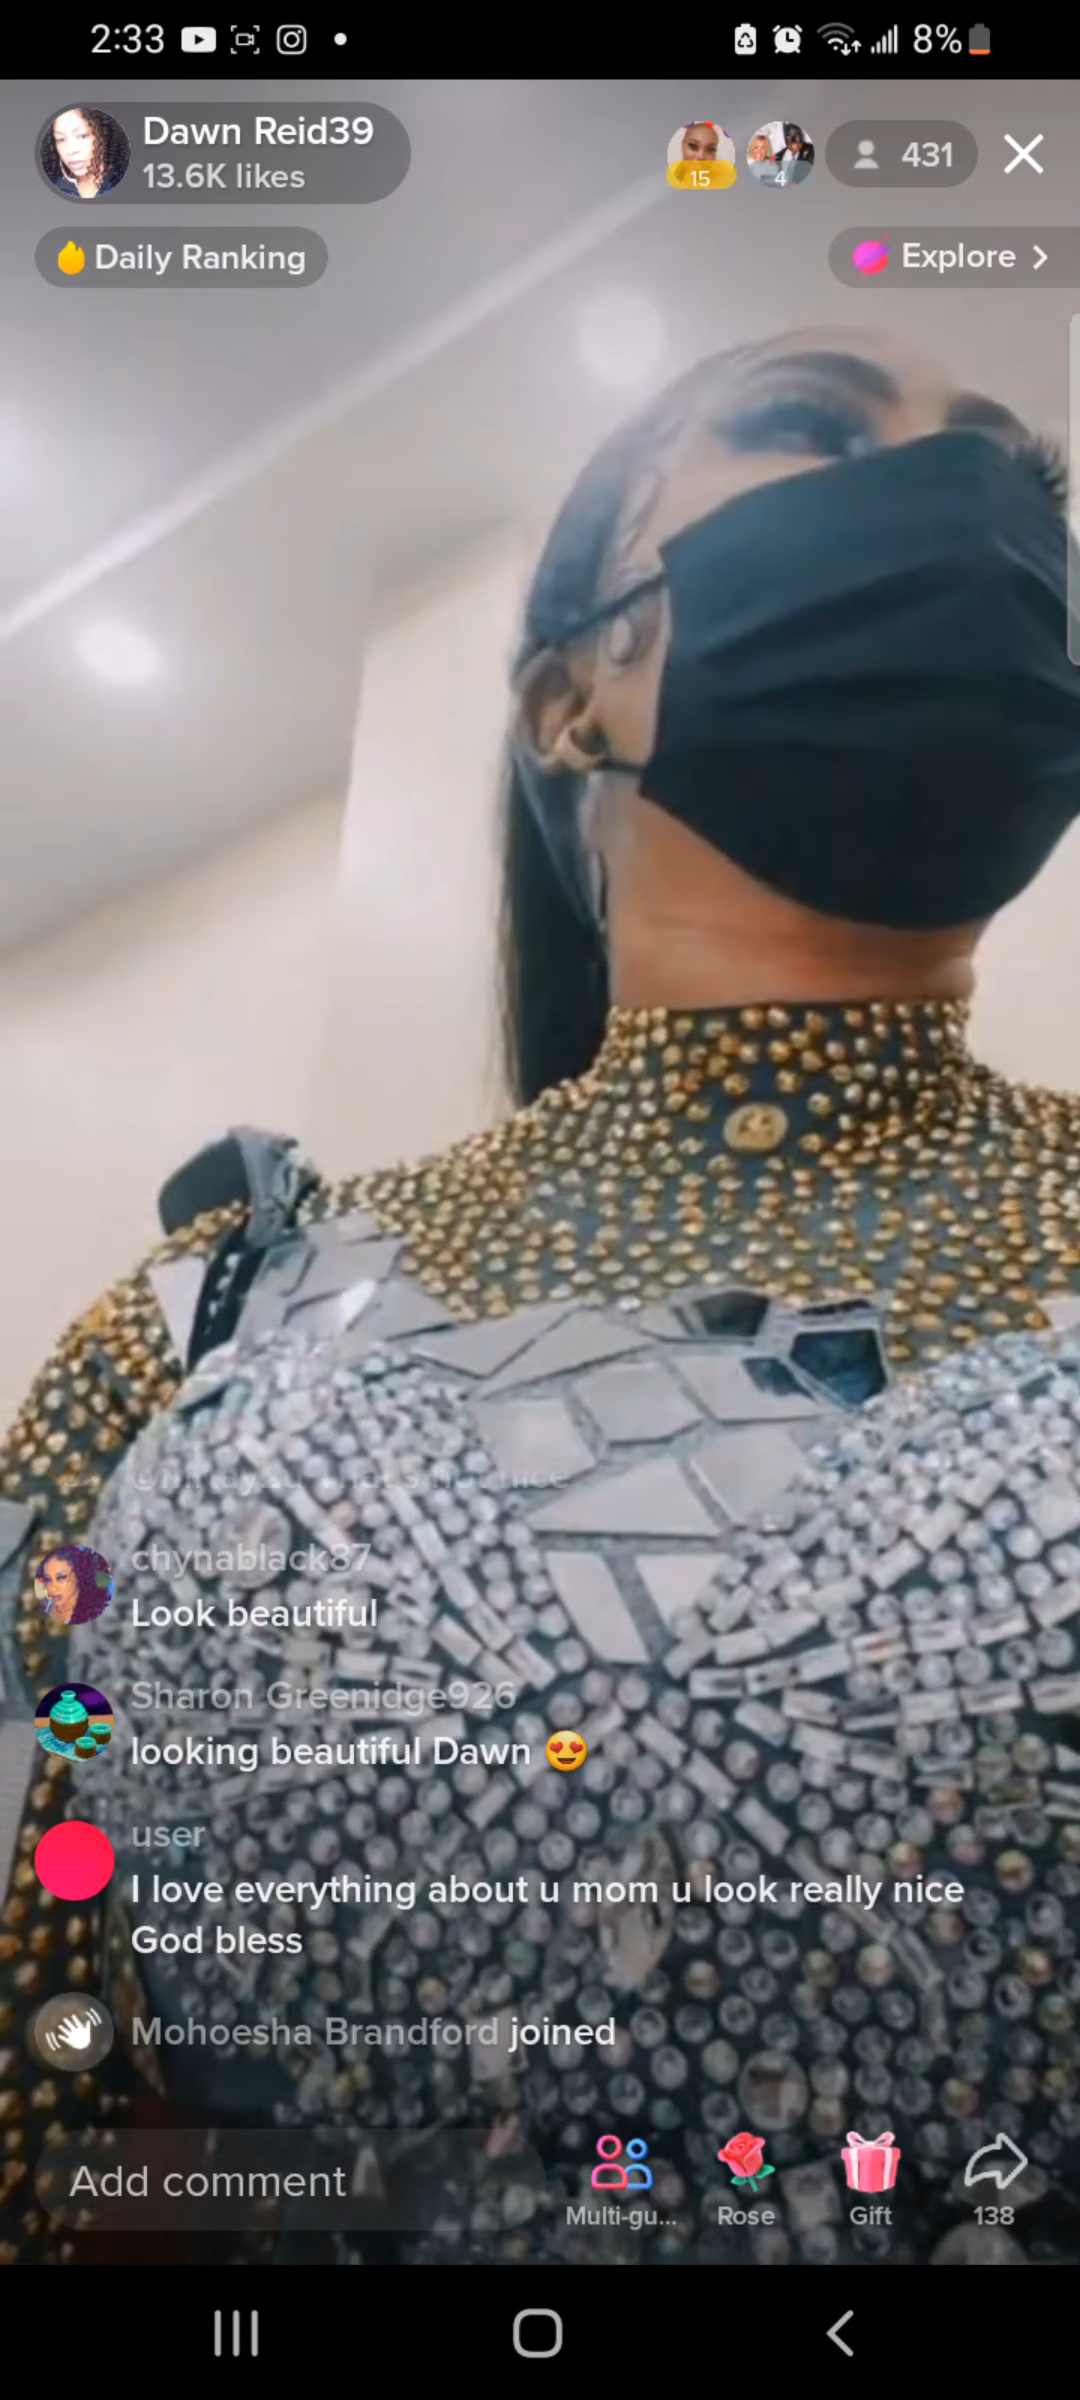 2:33
8%
Dawn Reid39
13.6K likes
15
4
431
Daily Ranking
Explore >
chynablack87
Look beautiful
Sharon Greenidge926
looking beautiful Dawn 😍
user
I love everything about u mom u look really nice
God bless
Mohoesha Brandford joined
Add comment
Multi-gu...
Rose
Gift
138